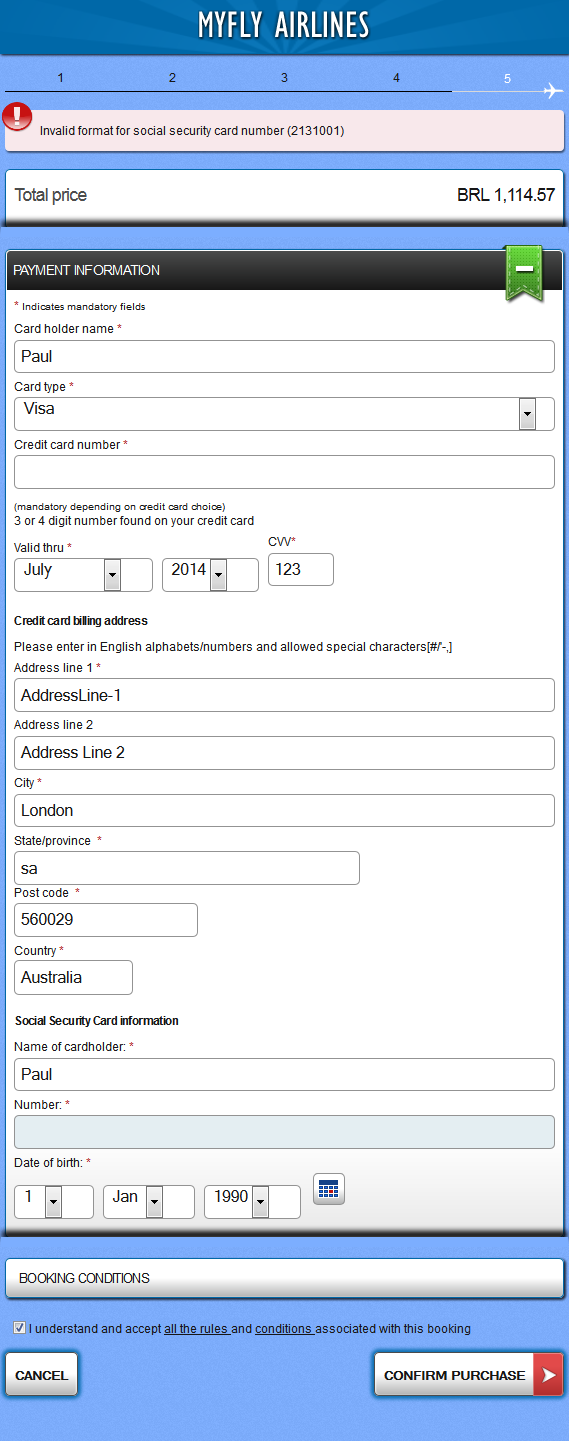 MYFLY AIRLINES
1 2 3 4 5
Invalid format for social security card number (2131001)
Total price BRL 1,114.57
PAYMENT INFORMATION
* Indicates mandatory fields
Card holder name *
Paul
Card type *
Visa
Credit card number *
(mandatory depending on credit card choice)
3 or 4 digit number found on your credit card
Valid thru * CVV*
July 2014 123
Credit card billing address
Please enter in English alphabets/numbers and allowed special characters[#/'-,]
Address line 1 *
AddressLine-1
Address line 2
Address Line 2
City *
London
State/province *
sa
Post code *
560029
Country *
Australia
Social Security Card information
Name of cardholder: *
Paul
Number: *
Date of birth: *
1 Jan 1990
BOOKING CONDITIONS
I understand and accept all the rules and conditions associated with this booking
CANCEL CONFIRM PURCHASE